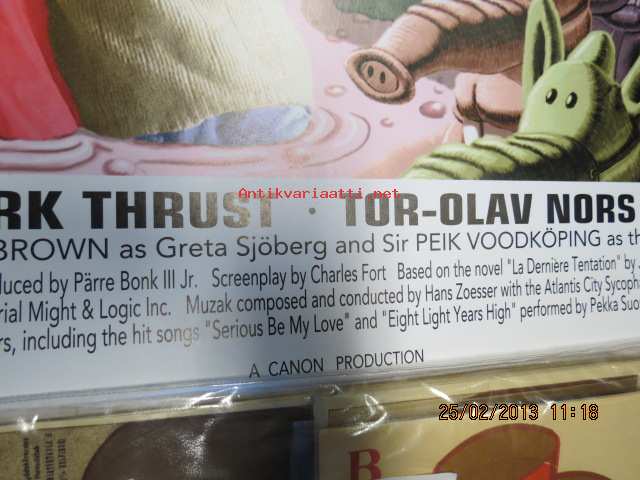 Antikvariaatti.net
RK THRUST · TOR-OLAV NORS
BROWN as Greta Sjöberg and Sir PEIK VOODKÖPING as th
duced by Pärre Bonk III Jr. Screenplay by Charles Fort Based on the novel "La Dernière Tentation" by J
rial Might & Logic Inc. Muzak composed and conducted by Hans Zoesser with the Atlantis City Sycoph
rs, including the hit songs "Serious Be My Love" and "Eight Light Years High" performed by Pekka Suo
A CANON PRODUCTION
25/02/2013 11:18
B